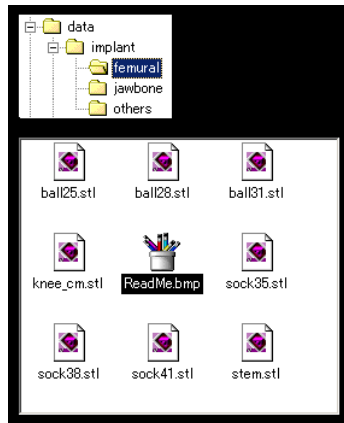 data
implant
femural
jawbone
others
ball25.stl ball28.stl ball31.stl
knee_cm.stl ReadMe.bmp sock35.stl
sock38.stl sock41.stl stem.stl